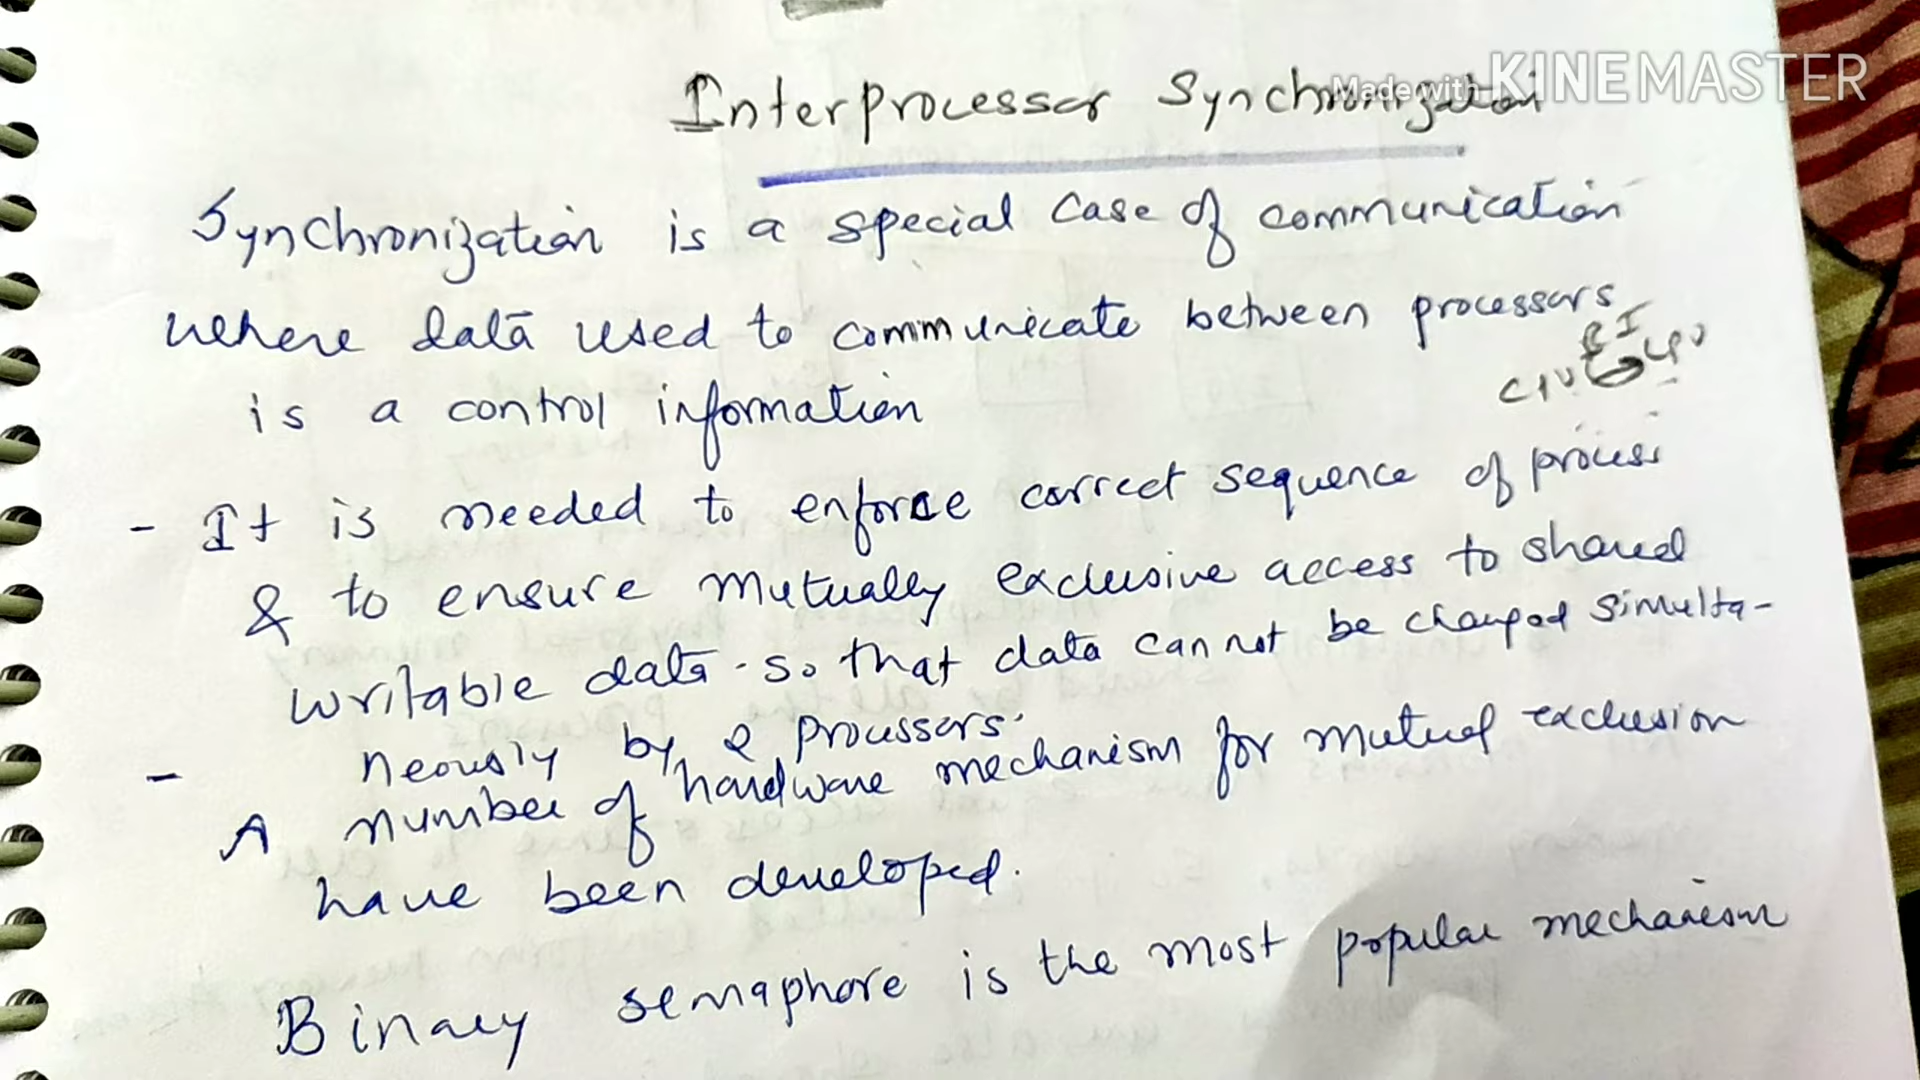 Interprocessor Synchronization
Made with KINEMASTER
Synchronization is a special case of communication
where data used to communicate between processors
is a control information
- It is needed to enforce correct sequence of process
& to ensure mutually exclusive access to shared
writable data. so that data can not be changed simulta-
neously by 2 processors.
- A number of hardware mechanism for mutual exclusion
have been developed.
Binary semaphore is the most popular mechanism